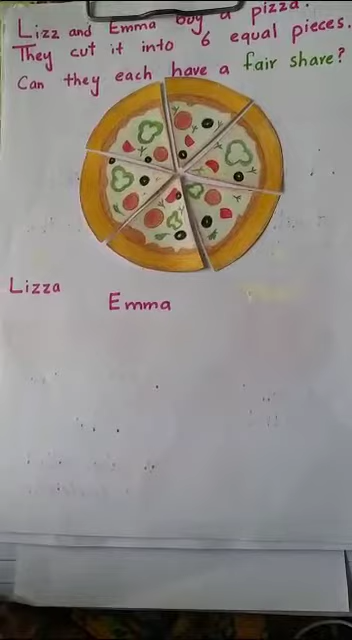 Lizz and Emma buy a pizza.
They cut it into 6 equal pieces.
Can they each have a fair share?
Lizza
Emma